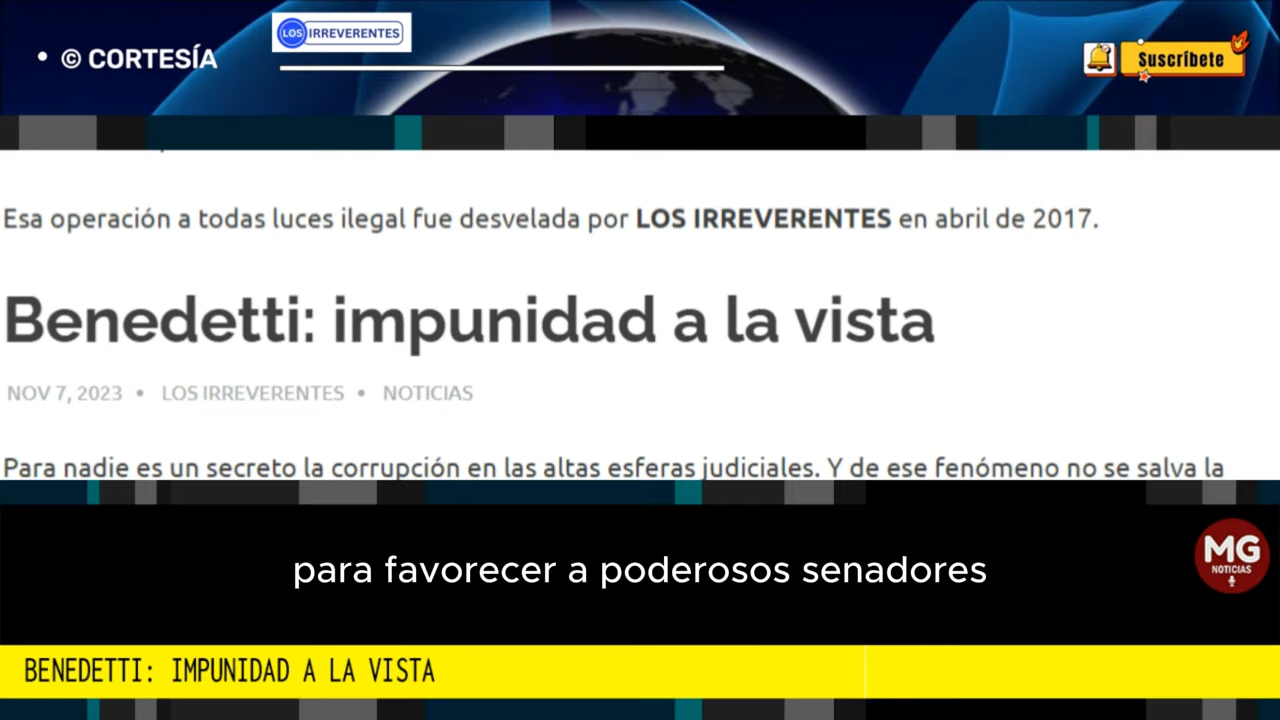 LOS IRREVERENTES
• © CORTESÍA
Suscríbete
Esa operación a todas luces ilegal fue desvelada por LOS IRREVERENTES en abril de 2017.
Benedetti: impunidad a la vista
NOV 7, 2023 • LOS IRREVERENTES • NOTICIAS
Para nadie es un secreto la corrupción en las altas esferas judiciales. Y de ese fenómeno no se salva la
para favorecer a poderosos senadores
MG
NOTICIAS
BENEDETTI: IMPUNIDAD A LA VISTA